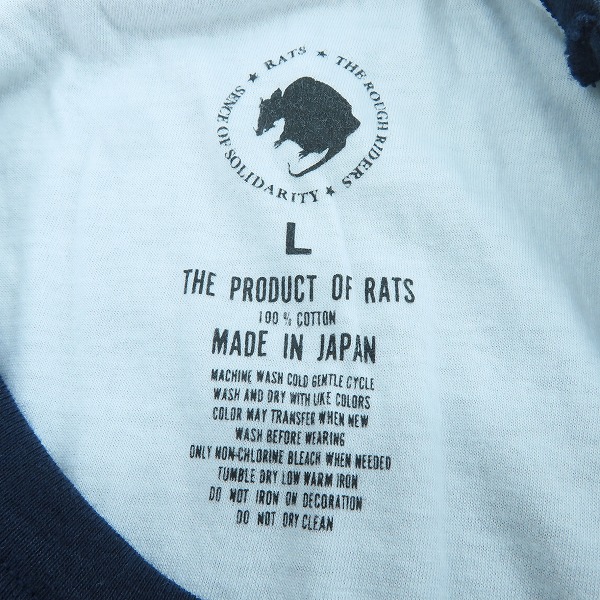 ★ RATS ★ THE ROUGH RIDERS ★ SENCE OF SOLIDARITY
L
THE PRODUCT OF RATS
100% COTTON
MADE IN JAPAN
MACHINE WASH COLD GENTLE CYCLE
WASH AND DRY WITH LIKE COLORS
COLOR MAY TRANSFER WHEN NEW
WASH BEFORE WEARING
ONLY NON-CHLORINE BLEACH WHEN NEEDED
TUMBLE DRY LOW WARM IRON
DO NOT IRON ON DECORATION
DO NOT DRY CLEAN